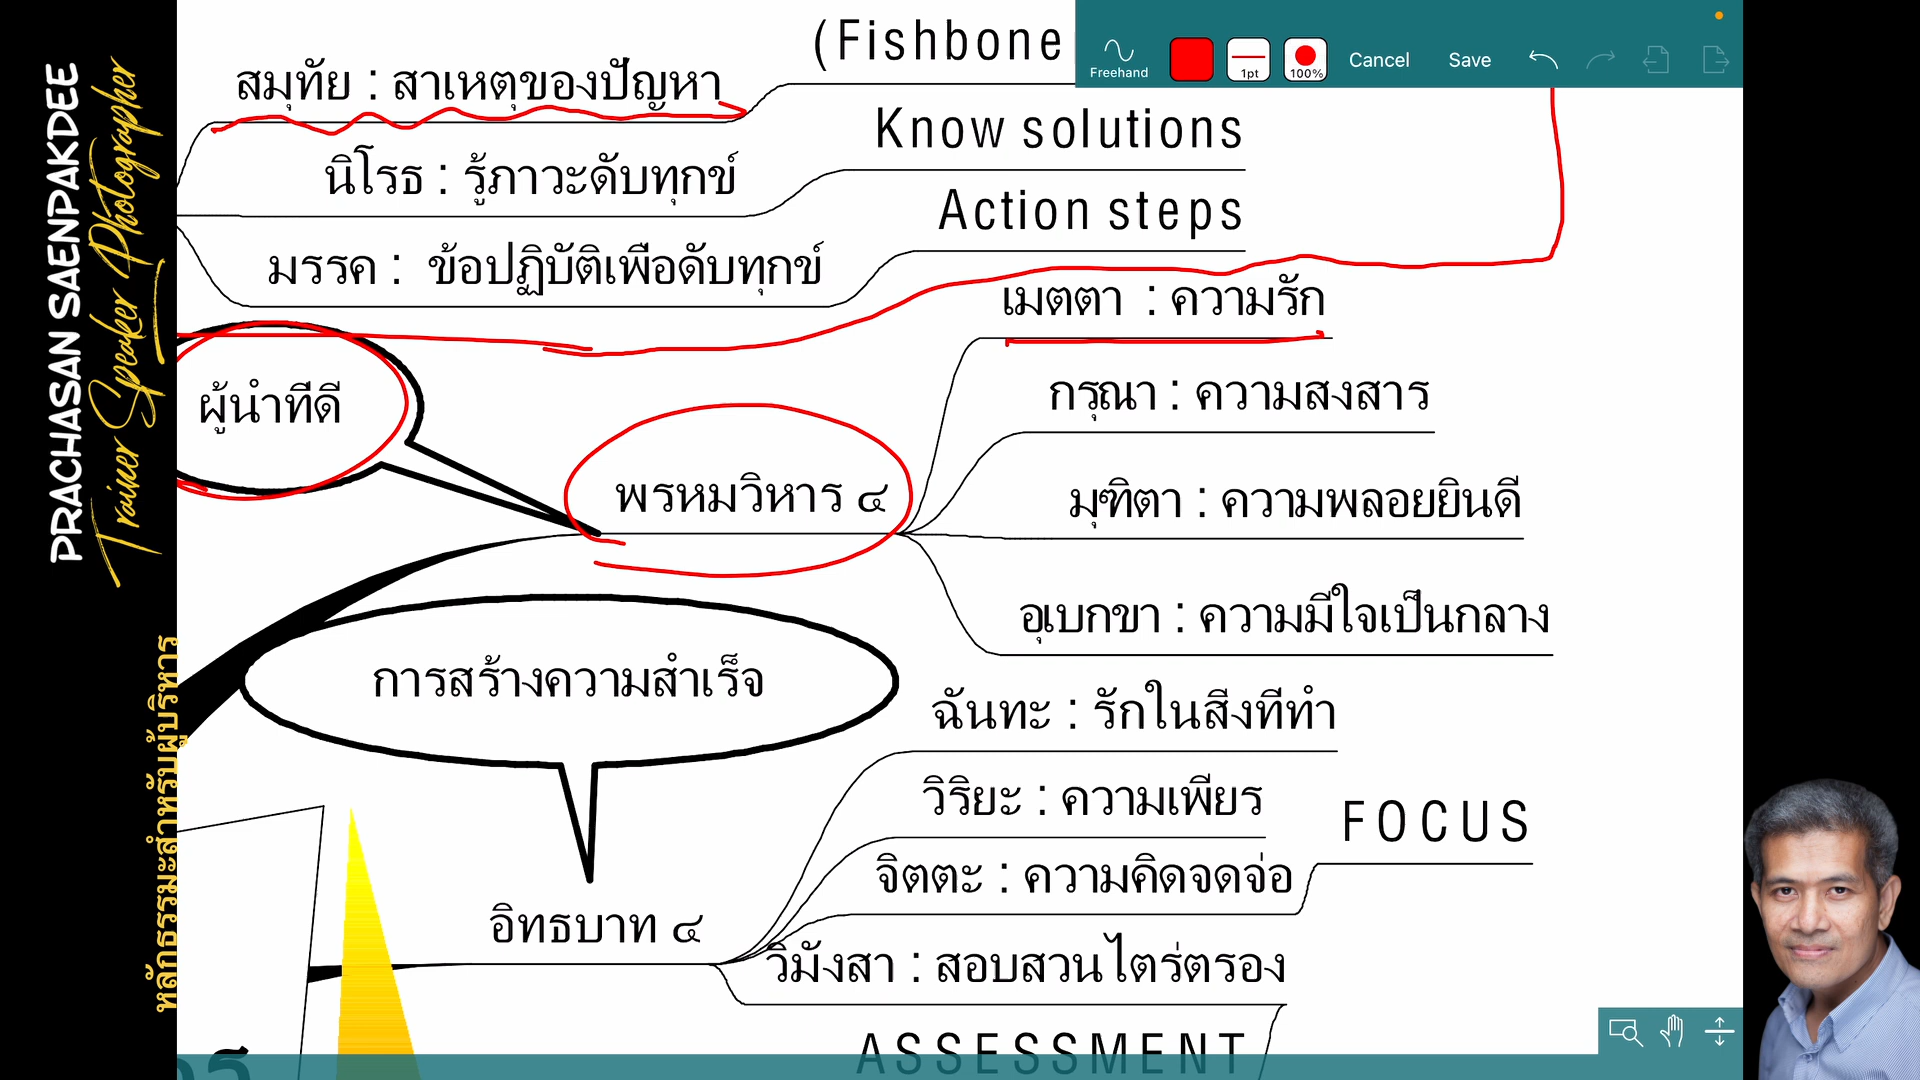 PRACHASAN SAENPAKDEE
Trainer Speaker Photographer
หลักธรรมะสำหรับผู้บริหาร
Freehand
1pt
100%
Cancel
Save
(Fishbone
สมุทัย : สาเหตุของปัญหา
Know solutions
นิโรธ : รู้ภาวะดับทุกข์
Action steps
มรรค : ข้อปฏิบัติเพื่อดับทุกข์
ผู้นำที่ดี
พรหมวิหาร ๔
เมตตา : ความรัก
กรุณา : ความสงสาร
มุฑิตา : ความพลอยยินดี
อุเบกขา : ความมีใจเป็นกลาง
การสร้างความสำเร็จ
อิทธบาท ๔
ฉันทะ : รักในสิ่งที่ทำ
วิริยะ : ความเพียร
จิตตะ : ความคิดจดจ่อ
FOCUS
วิมังสา : สอบสวนไตร่ตรอง
ASSESSMENT